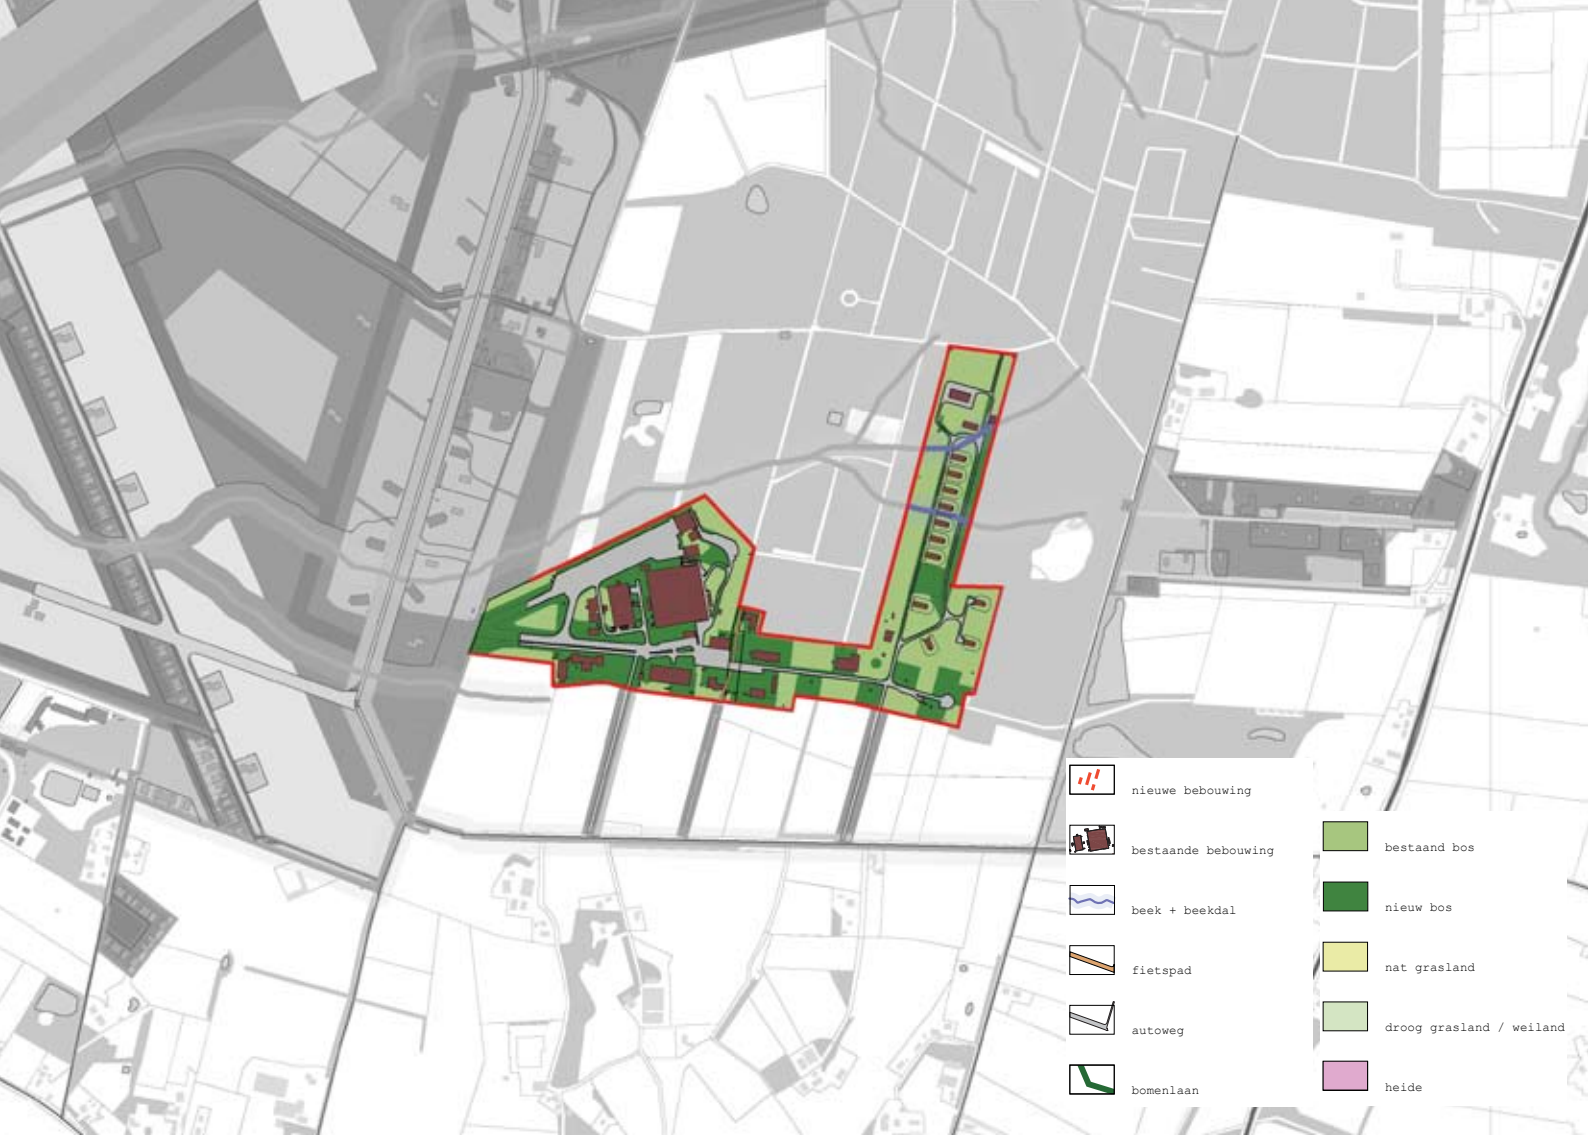 nieuwe bebouwing
bestaande bebouwing
beek + beekdal
fietspad
autoweg
bomenlaan
bestaand bos
nieuw bos
nat grasland
droog grasland / weiland
heide